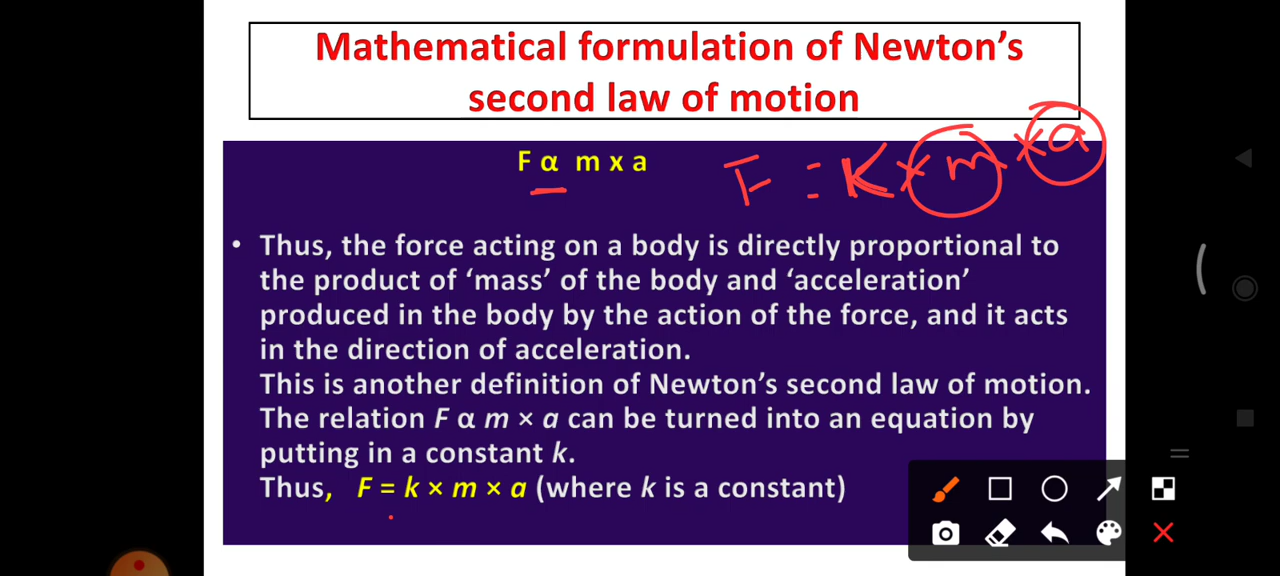 Mathematical formulation of Newton's
second law of motion
F α m x a
F = K * m * a
• Thus, the force acting on a body is directly proportional to
the product of 'mass' of the body and 'acceleration'
produced in the body by the action of the force, and it acts
in the direction of acceleration.
This is another definition of Newton's second law of motion.
The relation F α m × a can be turned into an equation by
putting in a constant k.
Thus, F = k × m × a (where k is a constant)